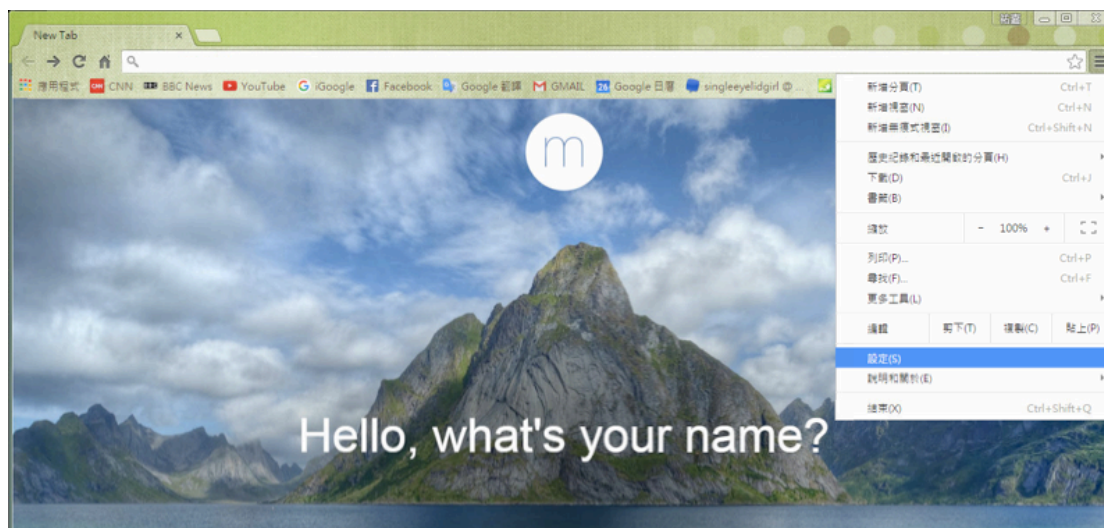 New Tab
應用程式 CNN BBC News YouTube iGoogle Facebook Google 翻譯 GMAIL 26 Google 日曆 singleeyelidgirl @ ...
m
Hello, what's your name?
新增分頁(T) Ctrl+T
新增視窗(N) Ctrl+N
新增無痕式視窗(I) Ctrl+Shift+N
歷史紀錄和最近開啟的分頁(H)
下載(D) Ctrl+J
書籤(B)
縮放 - 100% +
列印(P)... Ctrl+P
尋找(F)... Ctrl+F
更多工具(L)
編輯 剪下(T) 複製(C) 貼上(P)
設定(S)
說明和關於(E)
結束(X) Ctrl+Shift+Q